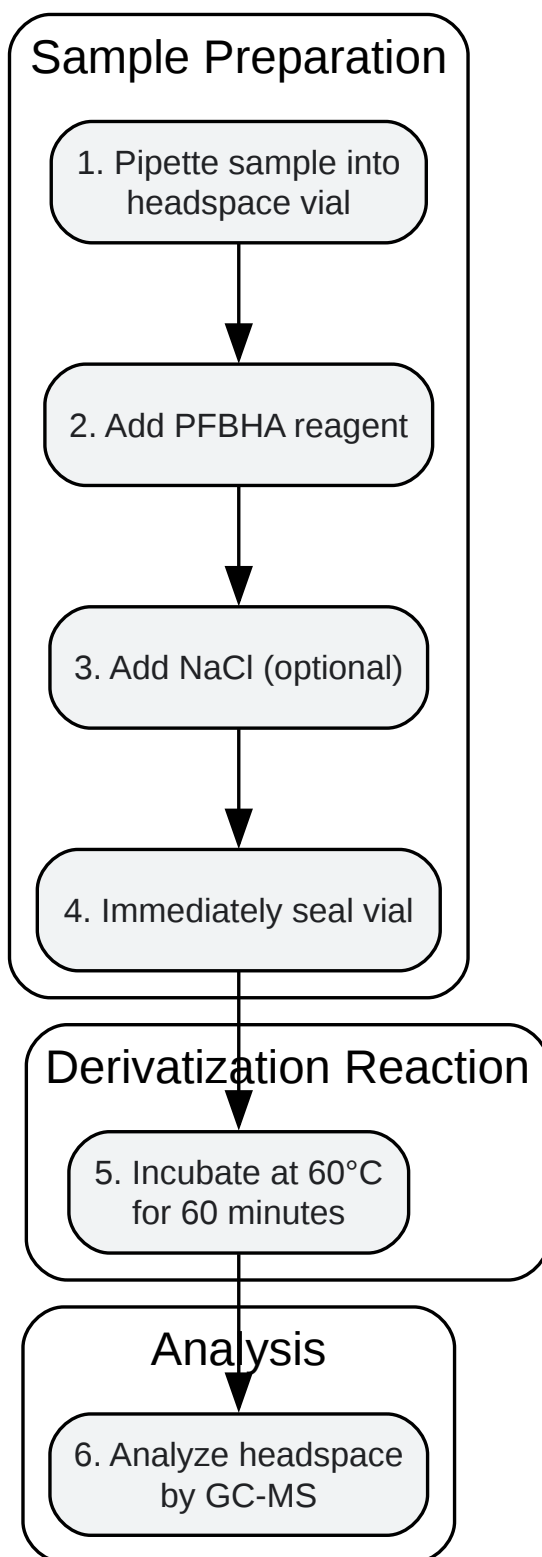 Sample Preparation
1. Pipette sample into
headspace vial
2. Add PFBHA reagent
3. Add NaCl (optional)
4. Immediately seal vial
Derivatization Reaction
5. Incubate at 60°C
for 60 minutes
Analysis
6. Analyze headspace
by GC-MS